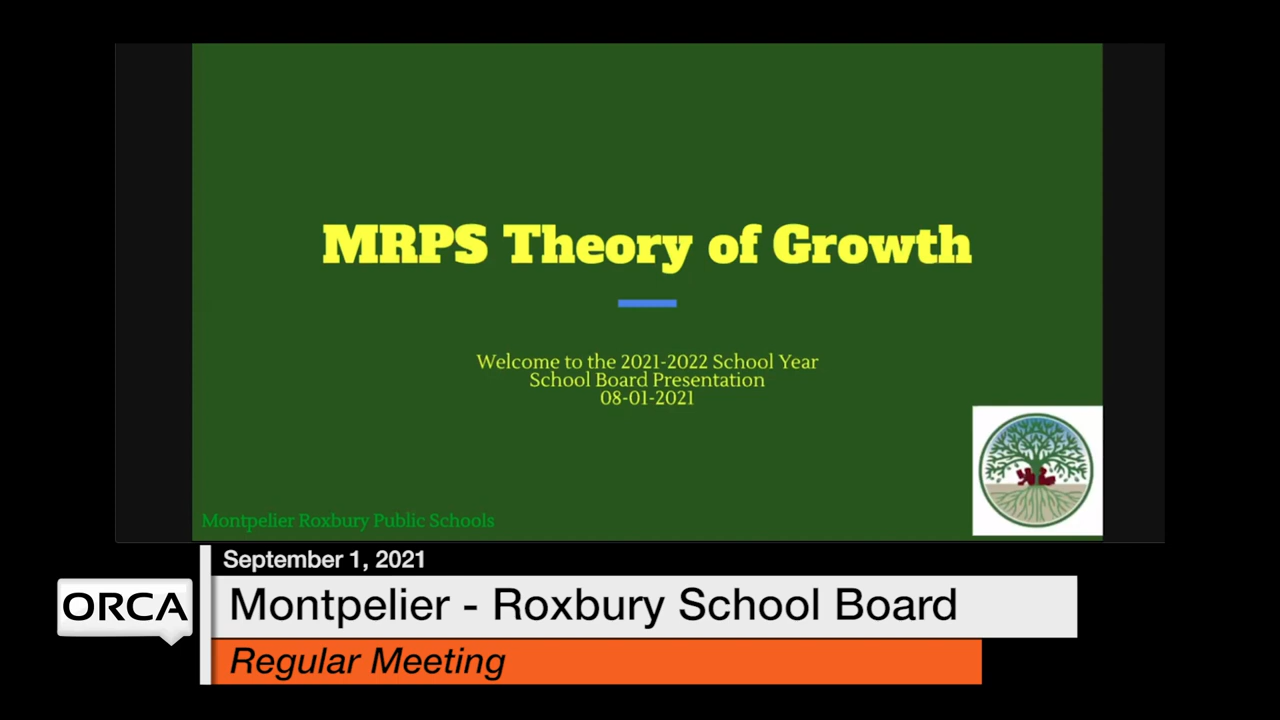 MRPS Theory of Growth
Welcome to the 2021-2022 School Year
School Board Presentation
08-01-2021
Montpelier Roxbury Public Schools
September 1, 2021
ORCA
Montpelier - Roxbury School Board
Regular Meeting